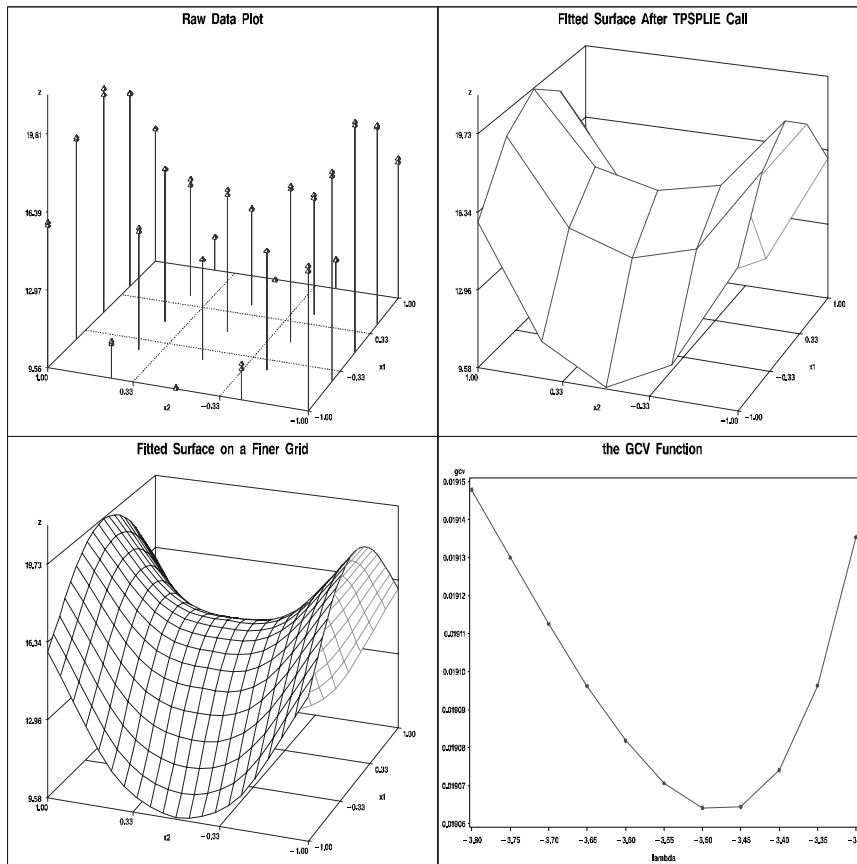 Raw Data Plot
z
19.81
16.39
12.97
9.56
1.00
0.33
x2
-0.33
-1.00
-1.00
-0.33
x1
0.33
1.00
Fitted Surface After TPSPLIE Call
z
19.73
16.34
12.96
9.58
1.00
0.33
x2
-0.33
-1.00
-1.00
-0.33
x1
0.33
1.00
Fitted Surface on a Finer Grid
z
19.73
16.34
12.96
9.58
1.00
0.33
x2
-0.33
-1.00
-1.00
-0.33
x1
0.33
1.00
the GCV Function
gcv
0.01915
0.01914
0.01913
0.01912
0.01911
0.01910
0.01909
0.01908
0.01907
0.01906
-3.80 -3.75 -3.70 -3.65 -3.60 -3.55 -3.50 -3.45 -3.40 -3.35
lambda